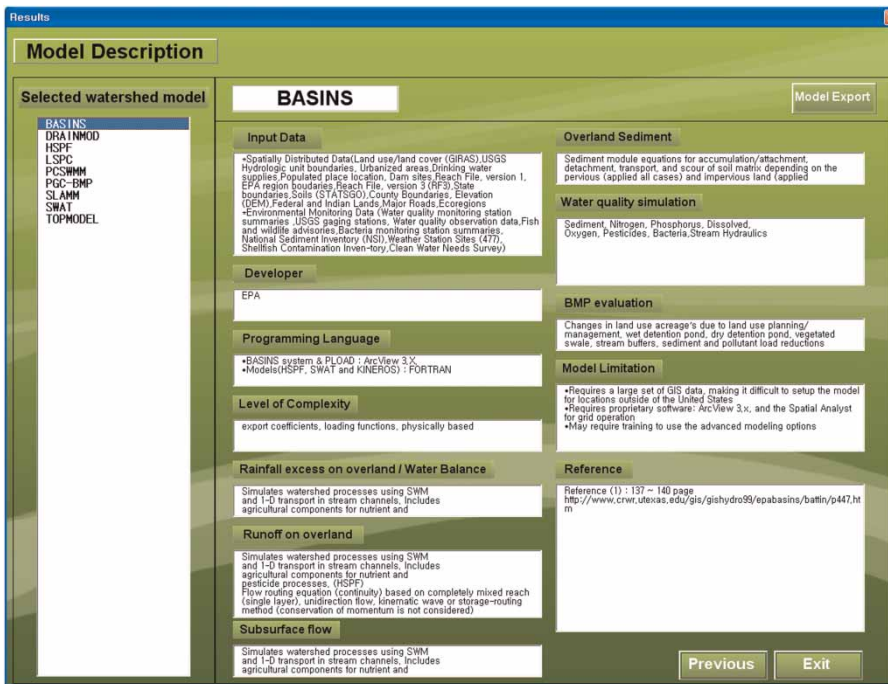 Results
Model Description
Selected watershed model
BASINS
DRAINMOD
HSPF
LSPC
PCSWMM
PGC-BMP
SLAMM
SWAT
TOPMODEL
BASINS
Model Export
Input Data
•Spatially Distributed Data(Land use/land cover (GIRAS),USGS
Hydrologic unit boundaries, Urbanized areas,Drinking water
supplies,Populated place location, Dam sites,Reach File, version 1,
EPA region boudaries,Reach File, version 3 (RF3),State
boundaries,Soils (STATSGO),County Boundaries, Elevation
(DEM),Federal and Indian Lands,Major Roads,Ecoregions
•Environmental Monitoring Data (Water quality monitoring station
summaries ,USGS gaging stations, Water quality observation data,Fish
and wildlife advisories,Bacteria monitoring station summaries,
National Sediment Inventory (NSI),Weather Station Sites (477),
Shellfish Contamination Inven-tory,Clean Water Needs Survey)
Developer
EPA
Programming Language
•BASINS system & PLOAD : ArcView 3.X,
•Models(HSPF, SWAT and KINEROS) : FORTRAN
Level of Complexity
export coefficients, loading functions, physically based
Rainfall excess on overland / Water Balance
Simulates watershed processes using SWM
and 1-D transport in stream channels, Includes
agricultural components for nutrient and
Runoff on overland
Simulates watershed processes using SWM
and 1-D transport in stream channels, Includes
agricultural components for nutrient and
pesticide processes, (HSPF)
Flow routing equation (continuity) based on completely mixed reach
(single layer), unidirection flow, kinematic wave or storage-routing
method (conservation of momentum is not considered)
Subsurface flow
Simulates watershed processes using SWM
and 1-D transport in stream channels, Includes
agricultural components for nutrient and
Overland Sediment
Sediment module equations for accumulation/attachment,
detachment, transport, and scour of soil matrix depending on the
pervious (applied all cases) and impervious land (applied
Water quality simulation
Sediment, Nitrogen, Phosphorus, Dissolved,
Oxygen, Pesticides, Bacteria,Stream Hydraulics
BMP evaluation
Changes in land use acreage's due to land use planning/
management, wet detention pond, dry detention pond, vegetated
swale, stream buffers, sediment and pollutant load reductions
Model Limitation
•Requires a large set of GIS data, making it difficult to setup the model
for locations outside of the United States
•Requires proprietary software: ArcView 3.x, and the Spatial Analyst
for grid operation
•May require training to use the advanced modeling options
Reference
Reference (1) : 137 ~ 140 page
http://www.crwr.utexas.edu/gis/gishydro99/epabasins/battin/p447.ht
m
Previous
Exit